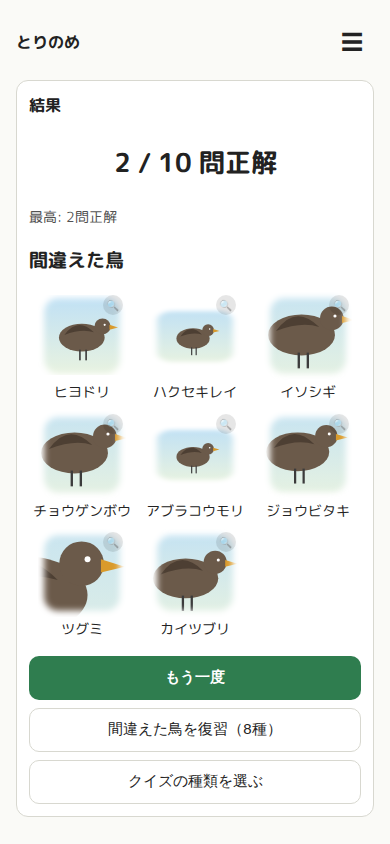 とりのめ
結果
2 / 10 問正解
最高: 2問正解
間違えた鳥
ヒヨドリ
ハクセキレイ
イソシギ
チョウゲンボウ
アブラコウモリ
ジョウビタキ
ツグミ
カイツブリ
もう一度
間違えた鳥を復習（8種）
クイズの種類を選ぶ